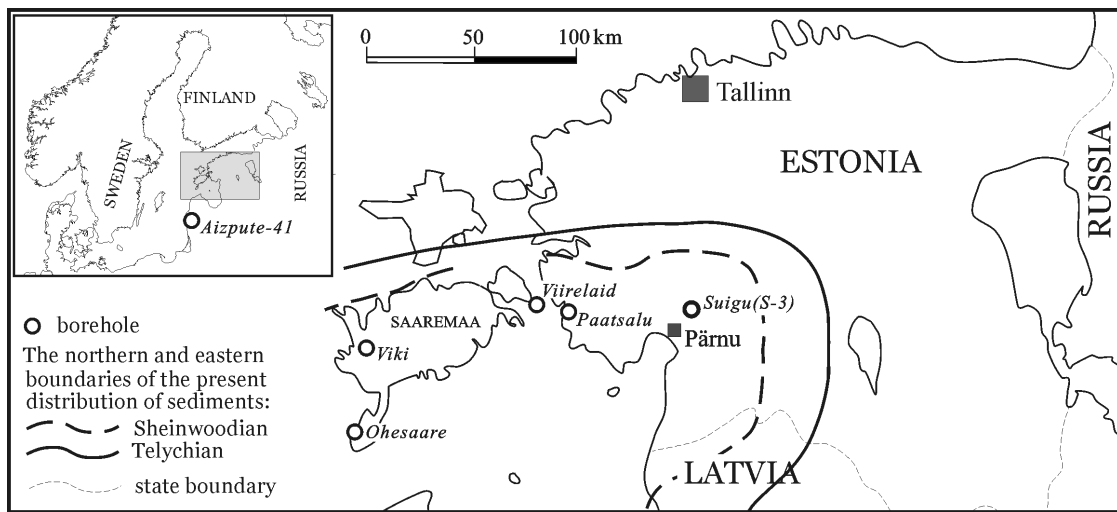 FINLAND
SWEDEN
RUSSIA
Aizpute-41
0
50
100 km
Tallinn
ESTONIA
RUSSIA
Viirelaid
Suigu(S-3)
SAAREMAA
Paatsalu
Pärnu
Viki
Ohesaare
LATVIA
borehole
The northern and eastern
boundaries of the present
distribution of sediments:
Sheinwoodian
Telychian
state boundary